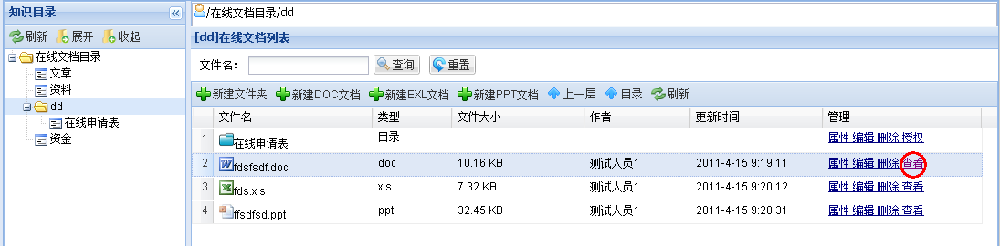 知识目录
刷新 展开 收起
在线文档目录
文章
资料
dd
在线申请表
资金
/在线文档目录/dd
[dd]在线文档列表
文件名： 查询 重置
新建文件夹 新建DOC文档 新建EXL文档 新建PPT文档 上一层 目录 刷新
文件名 类型 文件大小 作者 更新时间 管理
1 在线申请表 目录 属性 编辑 删除 授权
2 fdsfsdf.doc doc 10.16 KB 测试人员1 2011-4-15 9:19:11 属性 编辑 删除 查看
3 fds.xls xls 7.32 KB 测试人员1 2011-4-15 9:20:12 属性 编辑 删除 查看
4 ffsdfsd.ppt ppt 32.45 KB 测试人员1 2011-4-15 9:20:31 属性 编辑 删除 查看